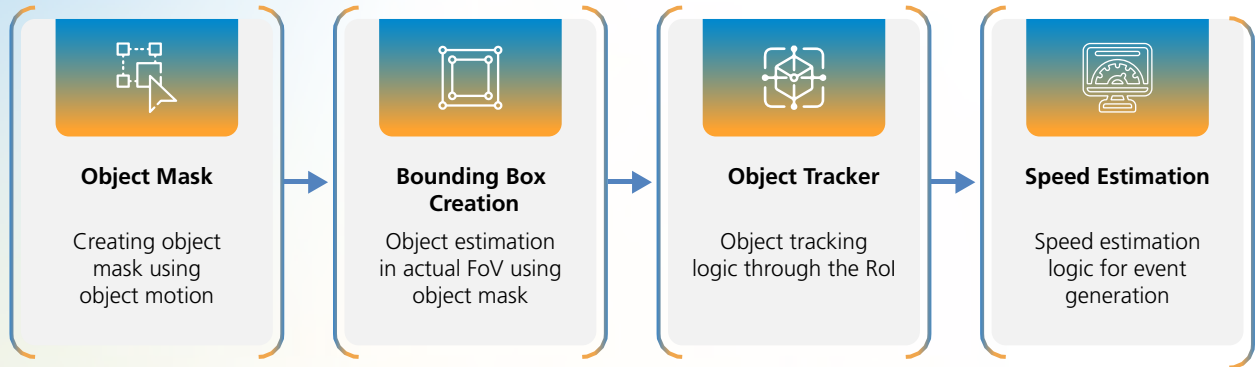 Object Mask
Creating object
mask using
object motion
Bounding Box
Creation
Object estimation
in actual FoV using
object mask
Object Tracker
Object tracking
logic through the RoI
Speed Estimation
Speed estimation
logic for event
generation